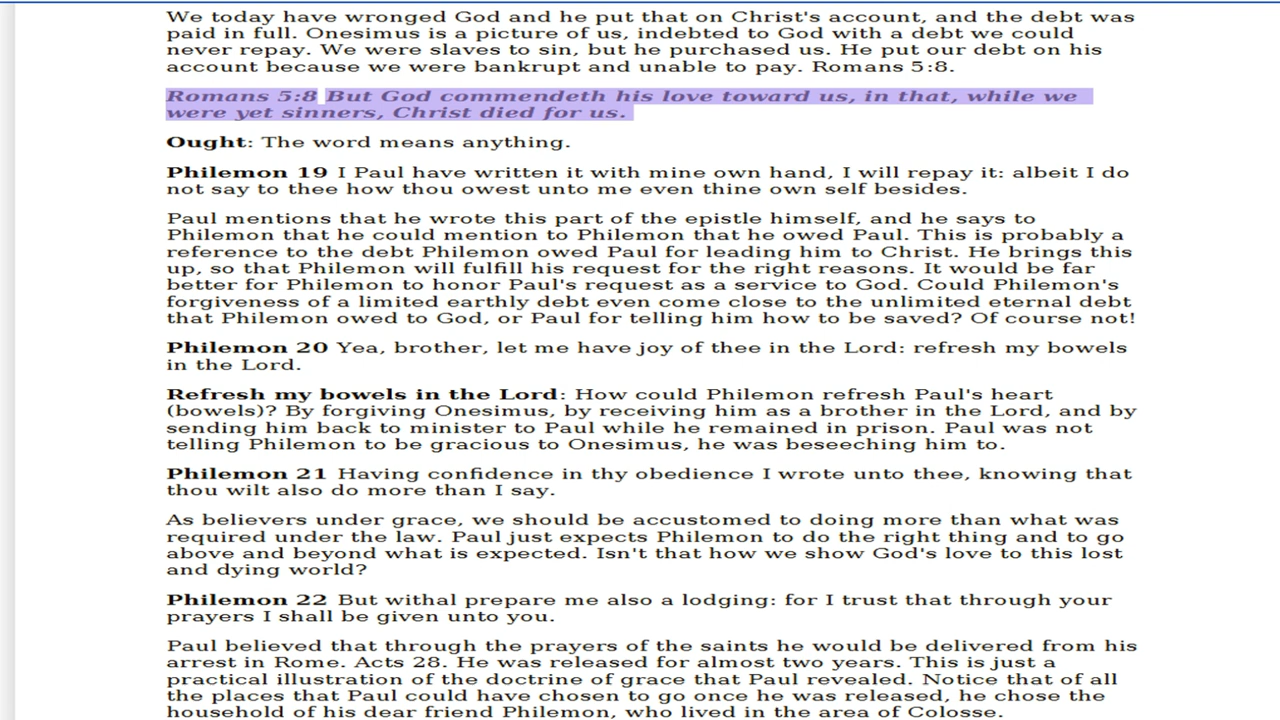 We today have wronged God and he put that on Christ's account, and the debt was
paid in full. Onesimus is a picture of us, indebted to God with a debt we could
never repay. We were slaves to sin, but he purchased us. He put our debt on his
account because we were bankrupt and unable to pay. Romans 5:8.
Romans 5:8 But God commendeth his love toward us, in that, while we
were yet sinners, Christ died for us.
Ought: The word means anything.
Philemon 19 I Paul have written it with mine own hand, I will repay it: albeit I do
not say to thee how thou owest unto me even thine own self besides.
Paul mentions that he wrote this part of the epistle himself, and he says to
Philemon that he could mention to Philemon that he owed Paul. This is probably a
reference to the debt Philemon owed Paul for leading him to Christ. He brings this
up, so that Philemon will fulfill his request for the right reasons. It would be far
better for Philemon to honor Paul's request as a service to God. Could Philemon's
forgiveness of a limited earthly debt even come close to the unlimited eternal debt
that Philemon owed to God, or Paul for telling him how to be saved? Of course not!
Philemon 20 Yea, brother, let me have joy of thee in the Lord: refresh my bowels
in the Lord.
Refresh my bowels in the Lord: How could Philemon refresh Paul's heart
(bowels)? By forgiving Onesimus, by receiving him as a brother in the Lord, and by
sending him back to minister to Paul while he remained in prison. Paul was not
telling Philemon to be gracious to Onesimus, he was beseeching him to.
Philemon 21 Having confidence in thy obedience I wrote unto thee, knowing that
thou wilt also do more than I say.
As believers under grace, we should be accustomed to doing more than what was
required under the law. Paul just expects Philemon to do the right thing and to go
above and beyond what is expected. Isn't that how we show God's love to this lost
and dying world?
Philemon 22 But withal prepare me also a lodging: for I trust that through your
prayers I shall be given unto you.
Paul believed that through the prayers of the saints he would be delivered from his
arrest in Rome. Acts 28. He was released for almost two years. This is just a
practical illustration of the doctrine of grace that Paul revealed. Notice that of all
the places that Paul could have chosen to go once he was released, he chose the
household of his dear friend Philemon, who lived in the area of Colosse.